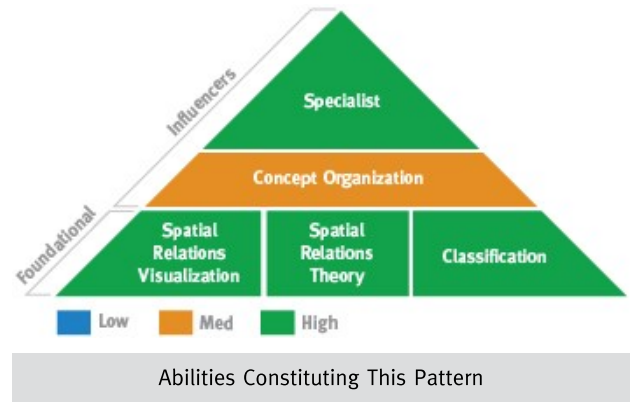 Influencers
Specialist
Concept Organization
Foundational
Spatial
Relations
Visualization
Spatial
Relations
Theory
Classification
Low
Med
High
Abilities Constituting This Pattern